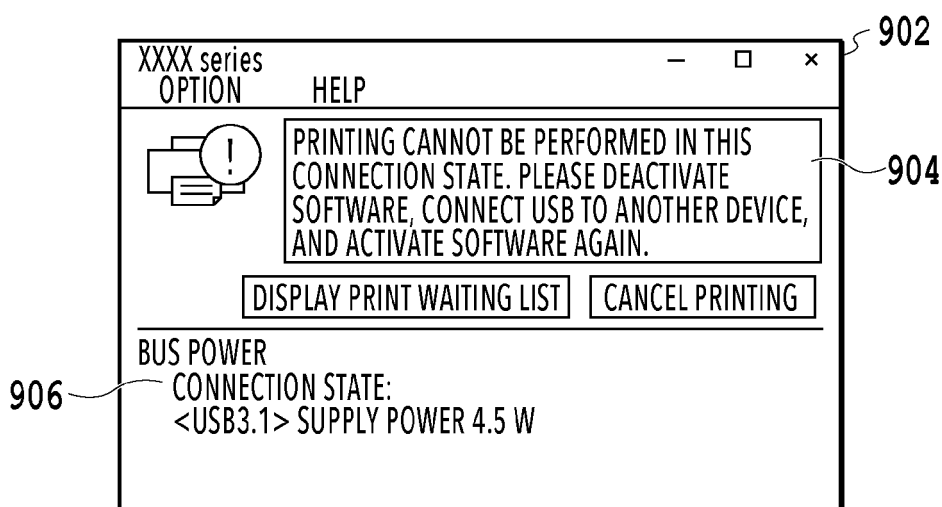 902
XXXX series
OPTION HELP
!
PRINTING CANNOT BE PERFORMED IN THIS
CONNECTION STATE. PLEASE DEACTIVATE
SOFTWARE, CONNECT USB TO ANOTHER DEVICE,
AND ACTIVATE SOFTWARE AGAIN.
904
DISPLAY PRINT WAITING LIST CANCEL PRINTING
BUS POWER
906
CONNECTION STATE:
<USB3.1> SUPPLY POWER 4.5 W